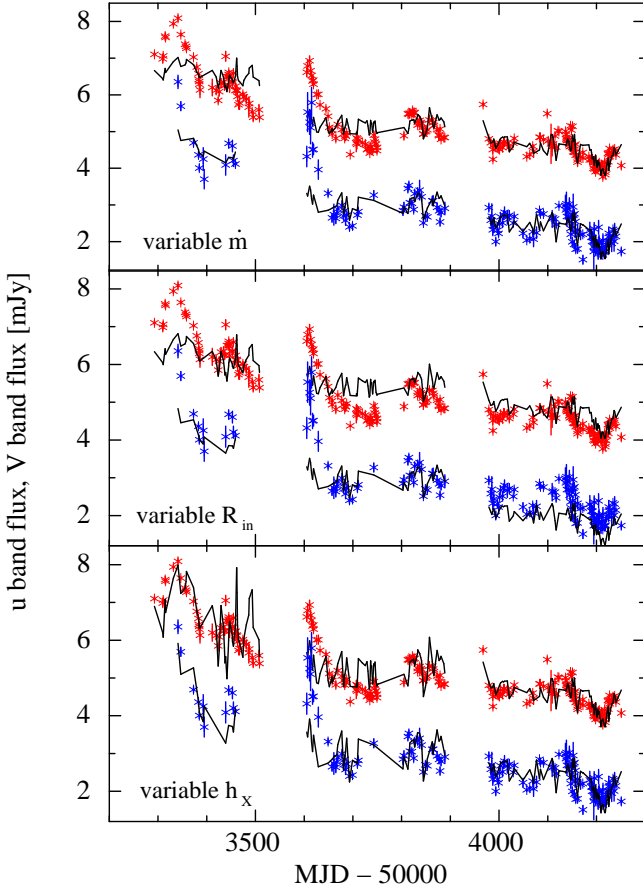 8
6
4
2
variable ṁ
8
6
4
2
variable R in
8
6
4
2
variable h X
3500
4000
MJD − 50000
u band flux, V band flux [mJy]